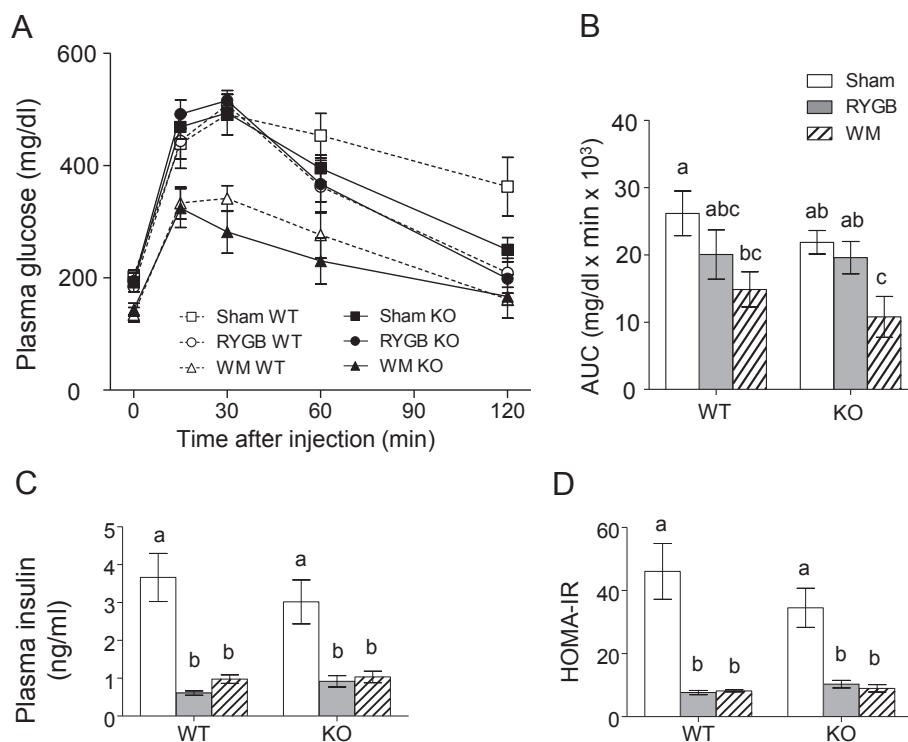 A
Plasma glucose (mg/dl)
600
400
200
0
Sham WT
RYGB WT
WM WT
Sham KO
RYGB KO
WM KO
0 30 60 90 120
Time after injection (min)
B
Sham
RYGB
WM
AUC (mg/dl x min x 10³)
40
30
20
10
0
a
abc
bc
ab
ab
c
WT KO
C
Plasma insulin
(ng/ml)
5
4
3
2
1
0
a
b
b
a
b
b
WT KO
D
HOMA-IR
60
40
20
0
a
b
b
a
b
b
WT KO